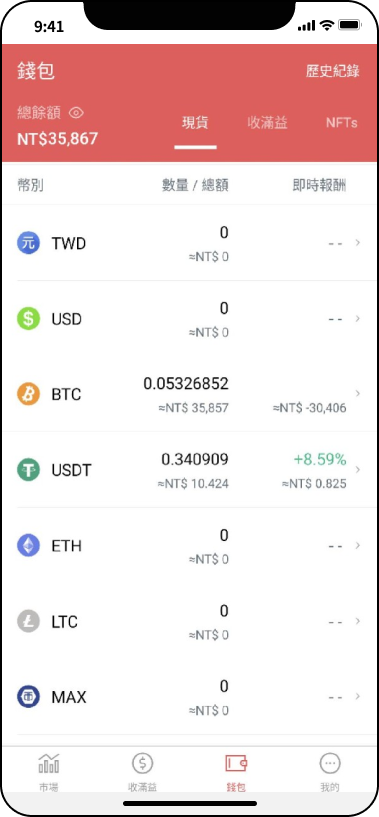 9:41
錢包
歷史紀錄
總餘額
NT$35,867
現貨
收滿益
NFTs
幣別
數量 / 總額
即時報酬
元 TWD
0
- -
≈NT$ 0
$ USD
0
- -
≈NT$ 0
BTC
0.05326852
≈NT$ 35,857
≈NT$ -30,406
USDT
0.340909
+8.59%
≈NT$ 10.424
≈NT$ 0.825
ETH
0
- -
≈NT$ 0
LTC
0
- -
≈NT$ 0
MAX
0
- -
≈NT$ 0
市場
收滿益
錢包
我的